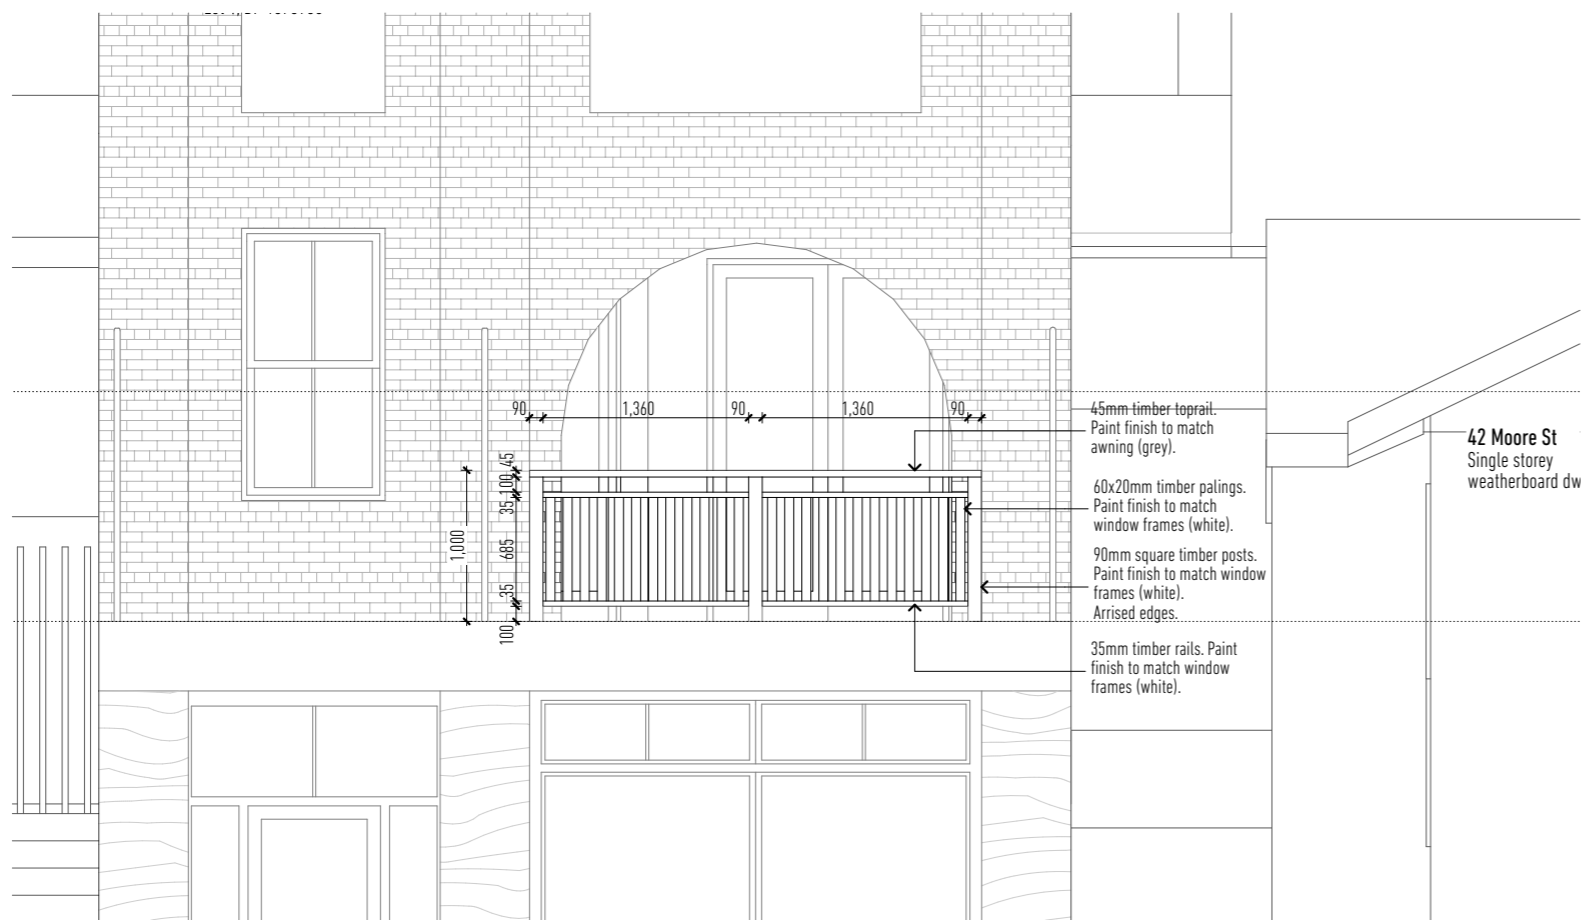 90
1,360
90
1,360
90
45
100
35
685
35
100
1,000
45mm timber toprail.
Paint finish to match
awning (grey).
60x20mm timber palings.
Paint finish to match
window frames (white).
90mm square timber posts.
Paint finish to match window
frames (white).
Arrised edges.
35mm timber rails. Paint
finish to match window
frames (white).
42 Moore St
Single storey
weatherboard dw